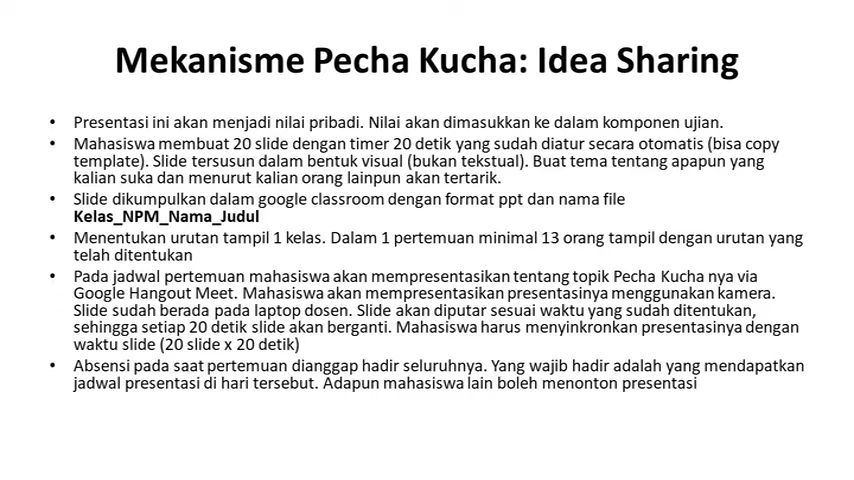 Mekanisme Pecha Kucha: Idea Sharing
• Presentasi ini akan menjadi nilai pribadi. Nilai akan dimasukkan ke dalam komponen ujian.
• Mahasiswa membuat 20 slide dengan timer 20 detik yang sudah diatur secara otomatis (bisa copy
template). Slide tersusun dalam bentuk visual (bukan tekstual). Buat tema tentang apapun yang
kalian suka dan menurut kalian orang lainpun akan tertarik.
• Slide dikumpulkan dalam google classroom dengan format ppt dan nama file
Kelas_NPM_Nama_Judul
• Menentukan urutan tampil 1 kelas. Dalam 1 pertemuan minimal 13 orang tampil dengan urutan yang
telah ditentukan
• Pada jadwal pertemuan mahasiswa akan mempresentasikan tentang topik Pecha Kucha nya via
Google Hangout Meet. Mahasiswa akan mempresentasikan presentasinya menggunakan kamera.
Slide sudah berada pada laptop dosen. Slide akan diputar sesuai waktu yang sudah ditentukan,
sehingga setiap 20 detik slide akan berganti. Mahasiswa harus menyinkronkan presentasinya dengan
waktu slide (20 slide x 20 detik)
• Absensi pada saat pertemuan dianggap hadir seluruhnya. Yang wajib hadir adalah yang mendapatkan
jadwal presentasi di hari tersebut. Adapun mahasiswa lain boleh menonton presentasi